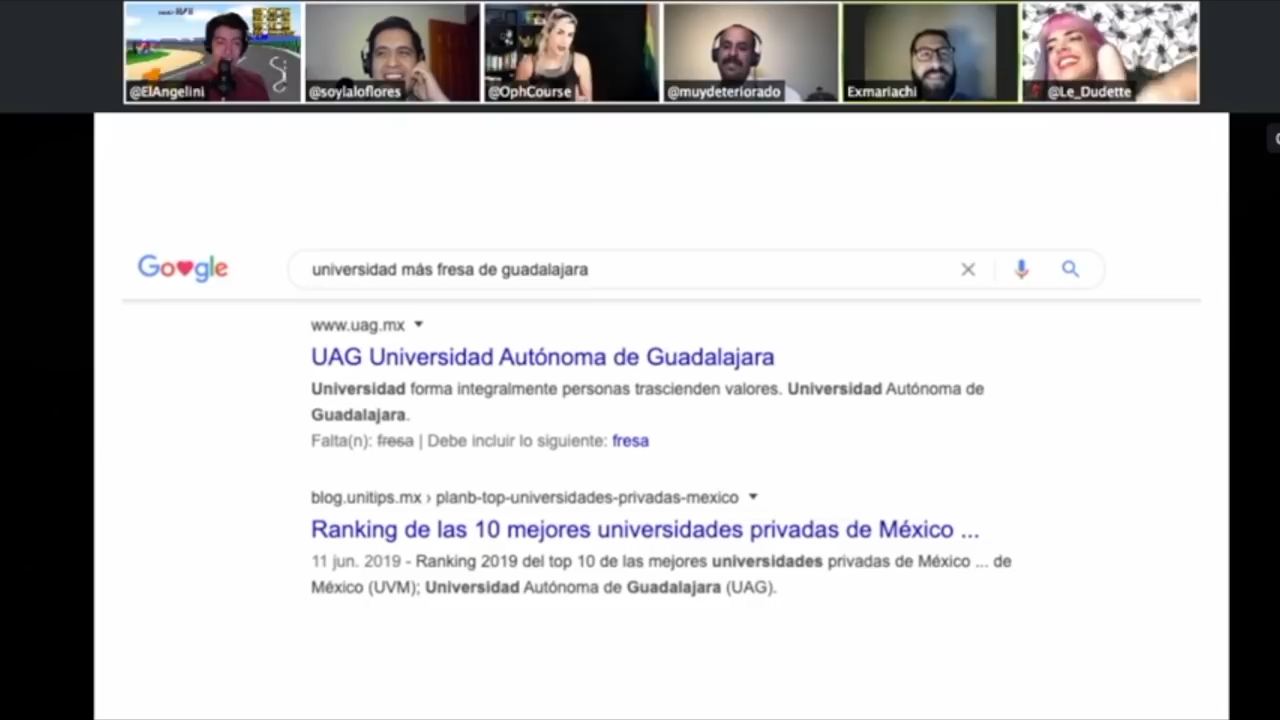 @ElAngelini
@soylaloflores
@OphCourse
@muydeteriorado
Exmariachi
@Le_Dudette
Google
universidad más fresa de guadalajara
www.uag.mx
UAG Universidad Autónoma de Guadalajara
Universidad forma integralmente personas trascienden valores. Universidad Autónoma de
Guadalajara.
Falta(n): fresa | Debe incluir lo siguiente: fresa
blog.unitips.mx › planb-top-universidades-privadas-mexico
Ranking de las 10 mejores universidades privadas de México ...
11 jun. 2019 - Ranking 2019 del top 10 de las mejores universidades privadas de México ... de
México (UVM); Universidad Autónoma de Guadalajara (UAG).